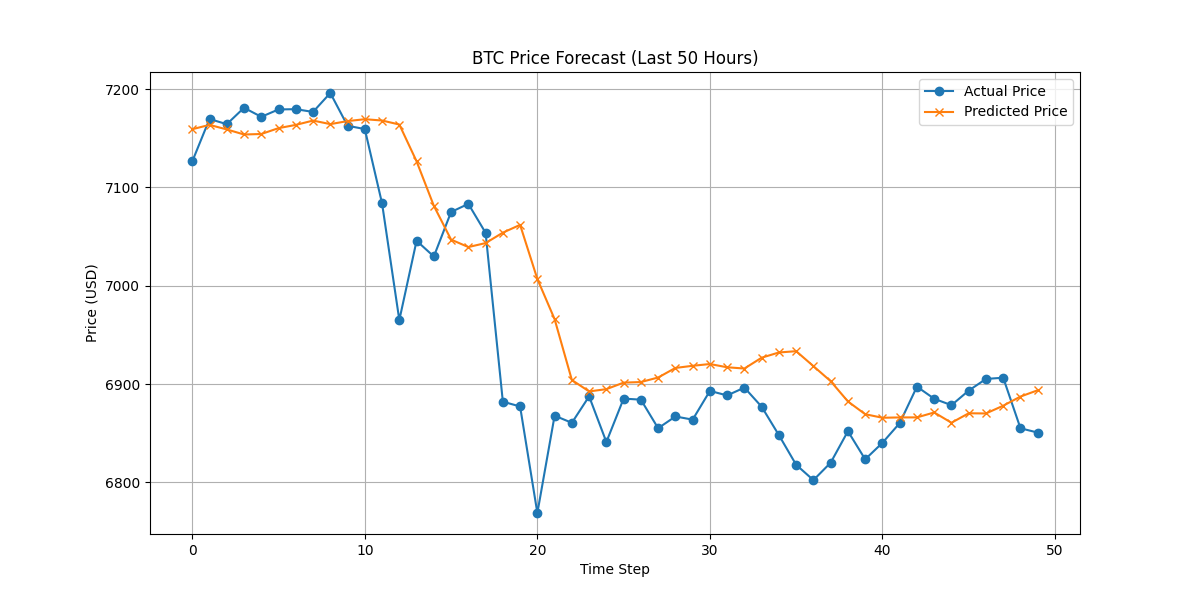 BTC Price Forecast (Last 50 Hours)
Actual Price
Predicted Price
7200
7100
7000
6900
6800
Price (USD)
0 10 20 30 40 50
Time Step